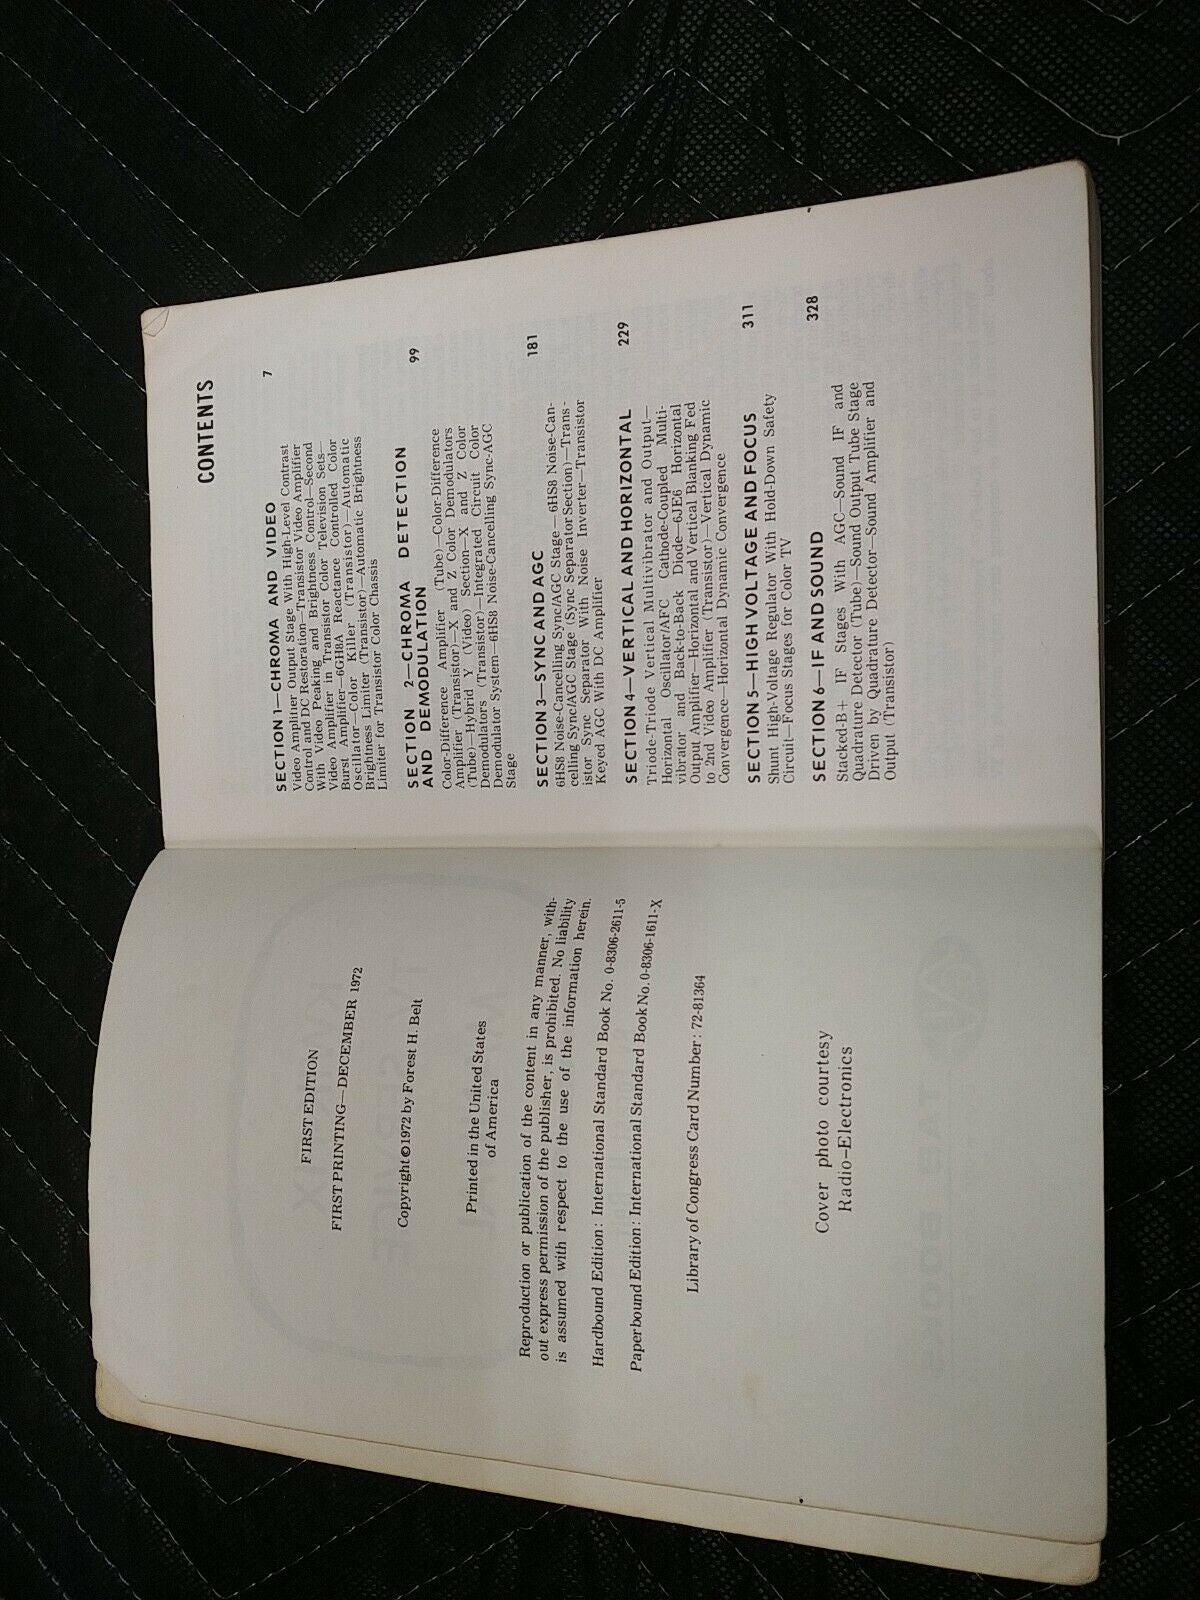 FIRST EDITION
FIRST PRINTING—DECEMBER 1972
Copyright ©1972 by Forest H. Belt
Printed in the United States
of America
Reproduction or publication of the content in any manner, with-
out express permission of the publisher, is prohibited. No liability
is assumed with respect to the use of the information herein.
Hardbound Edition: International Standard Book No. 0-8306-2611-5
Paperbound Edition: International Standard Book No. 0-8306-1611-X
Library of Congress Card Number: 72-81364
Cover photo courtesy
Radio-Electronics
CONTENTS
SECTION 1—CHROMA AND VIDEO 7
Video Amplifier Output Stage With High-Level Contrast
Control and DC Restoration—Transistor Video Amplifier
With Video Peaking and Brightness Control—Second
Video Amplifier in Transistor Color Television Sets—
Burst Amplifier—6GH8A Reactance Controlled Color
Oscillator—Color Killer (Transistor)—Automatic
Brightness Limiter (Transistor)—Automatic Brightness
Limiter for Transistor Color Chassis
SECTION 2—CHROMA DETECTION
AND DEMODULATION 99
Color-Difference Amplifier (Tube)—Color-Difference
Amplifier (Transistor)—X and Z Color Demodulators
(Tube)—Hybrid Y (Video) Section—X and Z Color
Demodulators (Transistor)—Integrated Circuit Color
Demodulator System—6HS8 Noise-Cancelling Sync-AGC
Stage
SECTION 3—SYNC AND AGC 181
6HS8 Noise-Cancelling Sync/AGC Stage—6HS8 Noise-Can-
celling Sync/AGC Stage (Sync Separator Section)—Trans-
istor Sync Separator With Noise Inverter—Transistor
Keyed AGC With DC Amplifier
SECTION 4—VERTICAL AND HORIZONTAL 229
Triode-Triode Vertical Multivibrator and Output—
Horizontal Oscillator/AFC Cathode-Coupled Multi-
vibrator and Back-to-Back Diode—6JE6 Horizontal
Output Amplifier—Horizontal and Vertical Blanking Fed
to 2nd Video Amplifier (Transistor)—Vertical Dynamic
Convergence—Horizontal Dynamic Convergence
SECTION 5—HIGH VOLTAGE AND FOCUS 311
Shunt High-Voltage Regulator With Hold-Down Safety
Circuit—Focus Stages for Color TV
SECTION 6—IF AND SOUND 328
Stacked-B+ IF Stages With AGC—Sound IF and
Quadrature Detector (Tube)—Sound Output Tube Stage
Driven by Quadrature Detector—Sound Amplifier and
Output (Transistor)